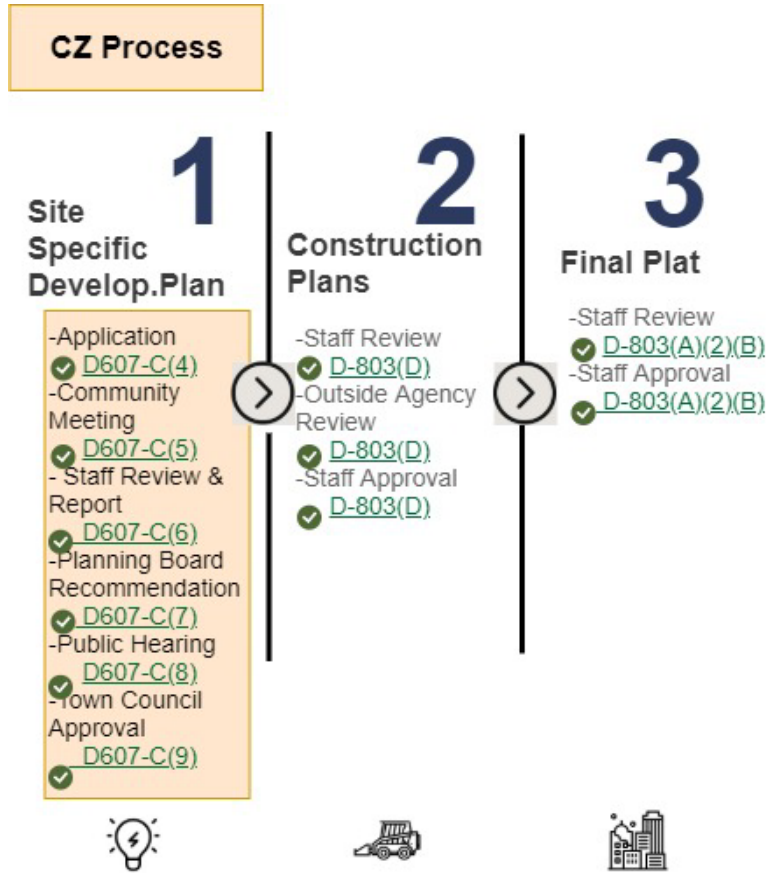 CZ Process
1
Site
Specific
Develop.Plan
-Application
D607-C(4)
-Community
Meeting
D607-C(5)
- Staff Review &
Report
D607-C(6)
-Planning Board
Recommendation
D607-C(7)
-Public Hearing
D607-C(8)
-Town Council
Approval
D607-C(9)
2
Construction
Plans
-Staff Review
D-803(D)
-Outside Agency
Review
D-803(D)
-Staff Approval
D-803(D)
3
Final Plat
-Staff Review
D-803(A)(2)(B)
-Staff Approval
D-803(A)(2)(B)